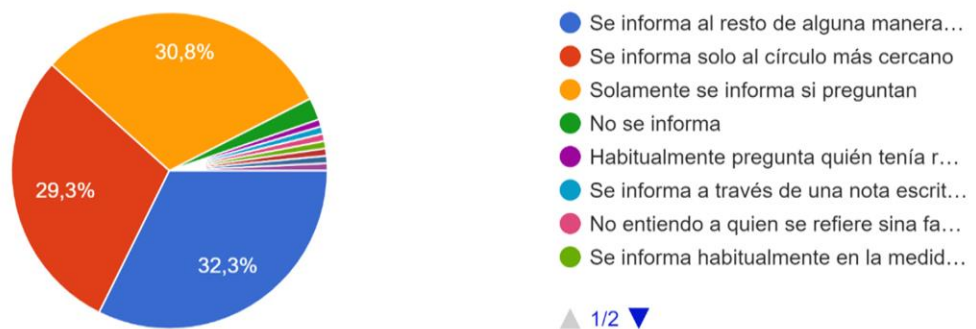 30,8%
29,3%
32,3%
Se informa al resto de alguna manera…
Se informa solo al círculo más cercano
Solamente se informa si preguntan
No se informa
Habitualmente pregunta quién tenía r…
Se informa a través de una nota escrit…
No entiendo a quien se refiere sina fa…
Se informa habitualmente en la medid…
1/2